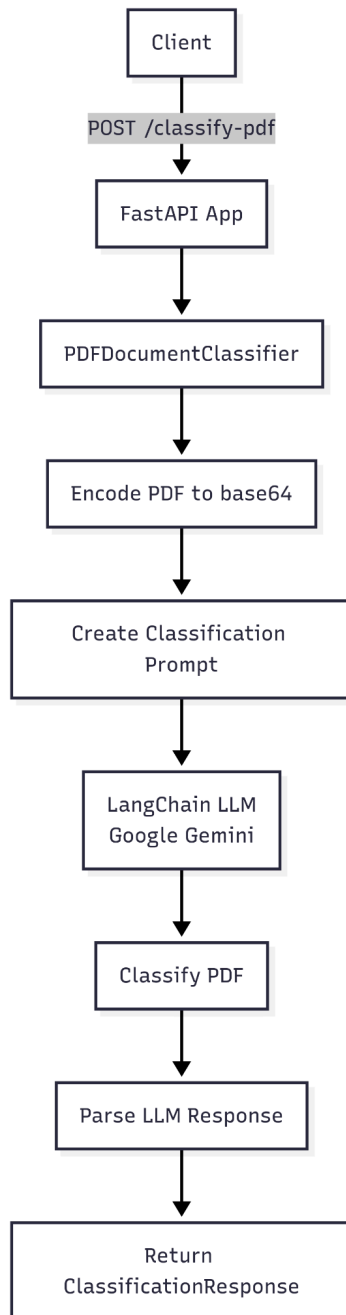 Client
POST /classify-pdf
FastAPI App
PDFDocumentClassifier
Encode PDF to base64
Create Classification
Prompt
LangChain LLM
Google Gemini
Classify PDF
Parse LLM Response
Return
ClassificationResponse